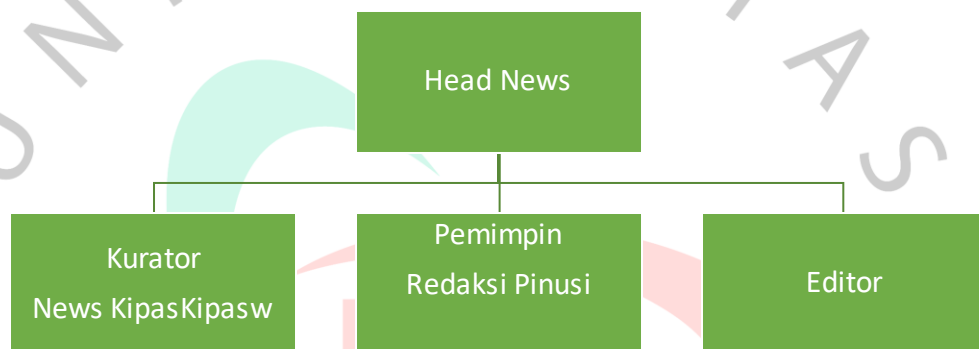 Head News
Kurator
News KipasKipasw
Pemimpin
Redaksi Pinusi
Editor
U N A S